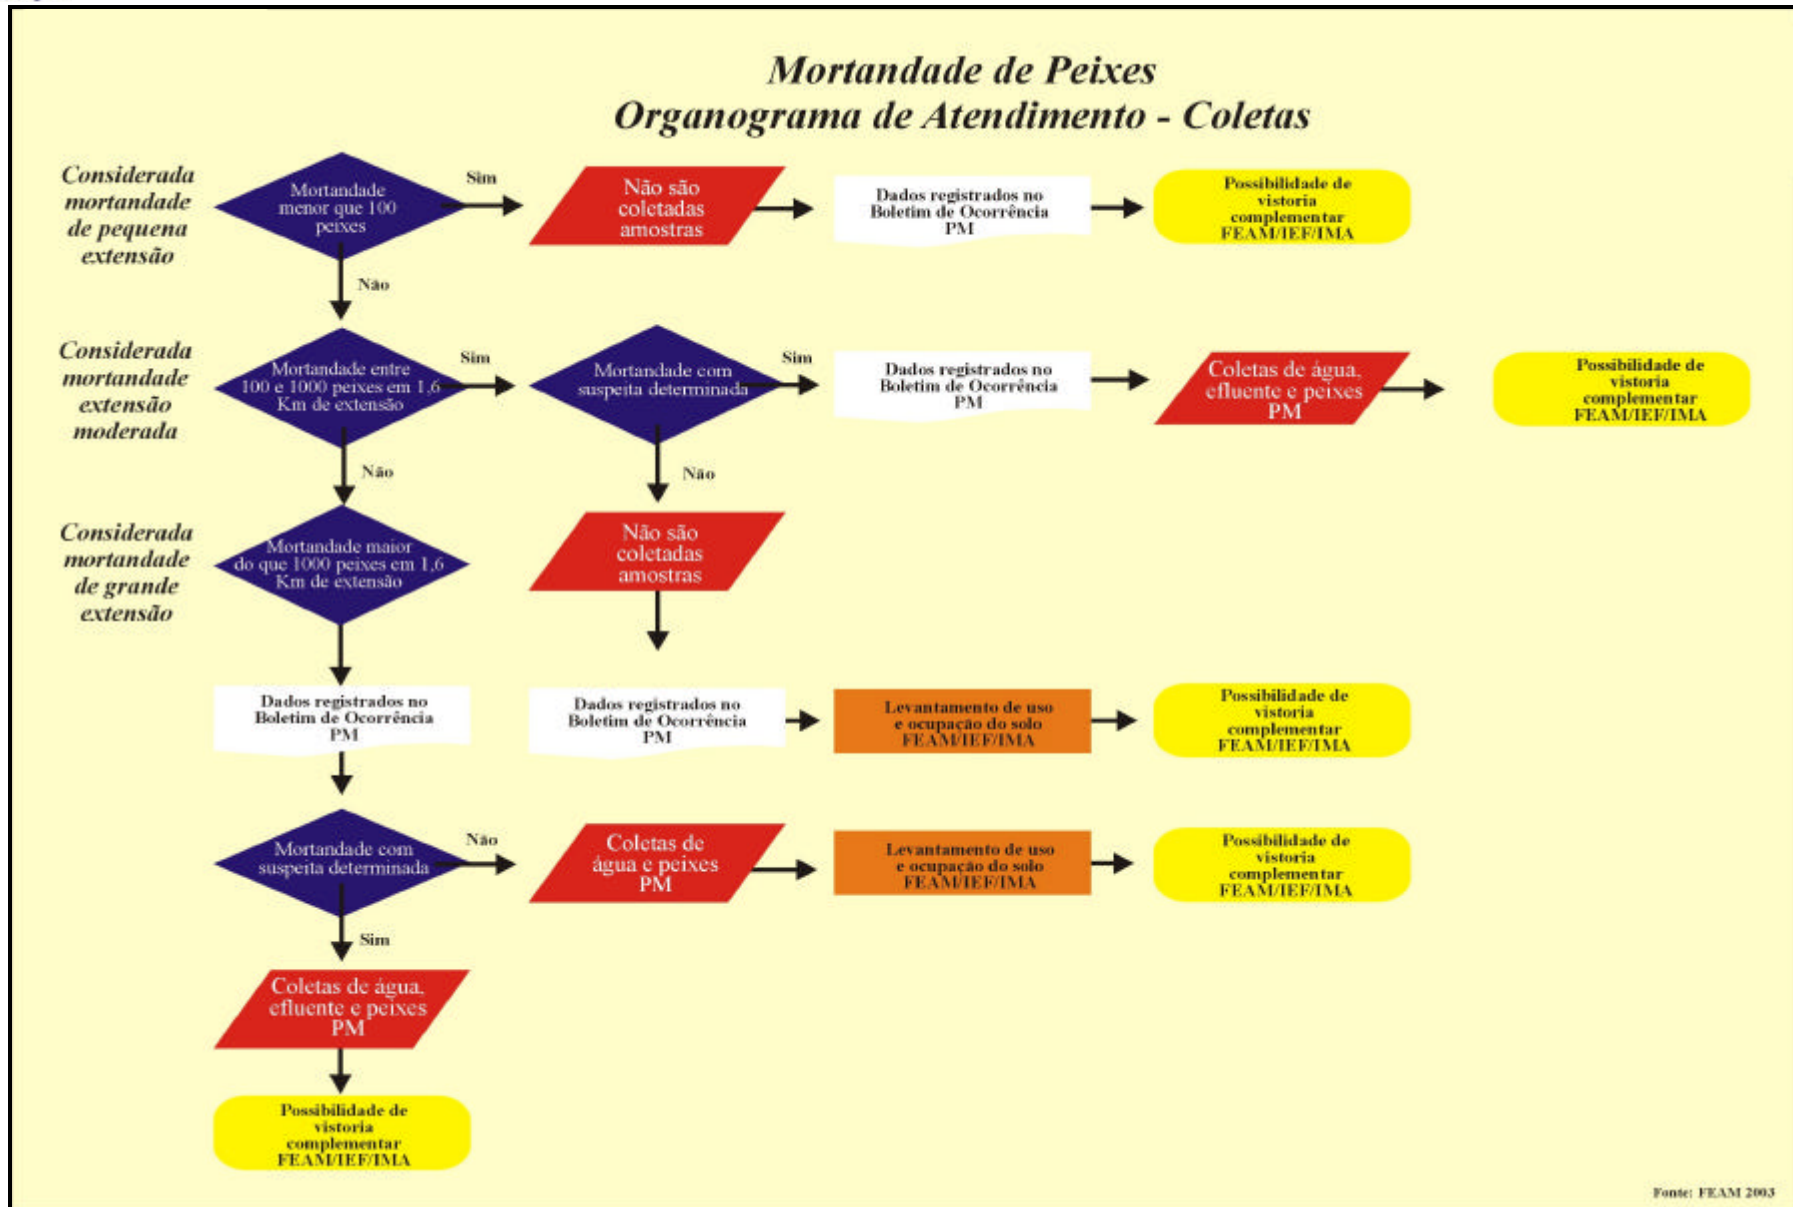 Mortandade de Peixes
Organograma de Atendimento - Coletas
Considerada
mortandade
de pequena
extensão
Mortandade
menor que 100
peixes
Sim
Não são
coletadas
amostras
Dados registrados no
Boletim de Ocorrência
PM
Possibilidade de
vistoria
complementar
FEAM/IEF/IMA
Não
Considerada
mortandade
extensão
moderada
Mortandade entre
100 e 1000 peixes em 1,6
Km de extensão
Sim
Mortandade com
suspeita determinada
Sim
Dados registrados no
Boletim de Ocorrência
PM
Coletas de água,
efluente e peixes
PM
Possibilidade de
vistoria
complementar
FEAM/IEF/IMA
Não
Não
Considerada
mortandade
de grande
extensão
Mortandade maior
do que 1000 peixes em 1,6
Km de extensão
Não são
coletadas
amostras
Dados registrados no
Boletim de Ocorrência
PM
Dados registrados no
Boletim de Ocorrência
PM
Levantamento de uso
e ocupação do solo
FEAM/IEF/IMA
Possibilidade de
vistoria
complementar
FEAM/IEF/IMA
Mortandade com
suspeita determinada
Não
Coletas de
água e peixes
PM
Levantamento de uso
e ocupação do solo
FEAM/IEF/IMA
Possibilidade de
vistoria
complementar
FEAM/IEF/IMA
Sim
Coletas de água,
efluente e peixes
PM
Possibilidade de
vistoria
complementar
FEAM/IEF/IMA
Fonte: FEAM 2003